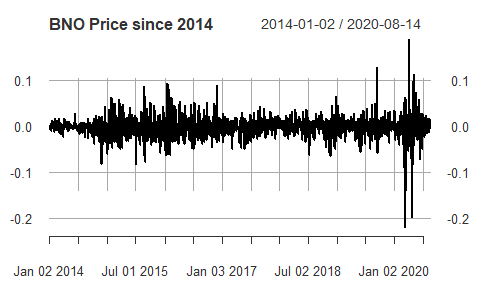 BNO Price since 2014 2014-01-02 / 2020-08-14
0.1 0.1
0.0 0.0
-0.1 -0.1
-0.2 -0.2
Jan 02 2014 Jul 01 2015 Jan 03 2017 Jul 02 2018 Jan 02 2020